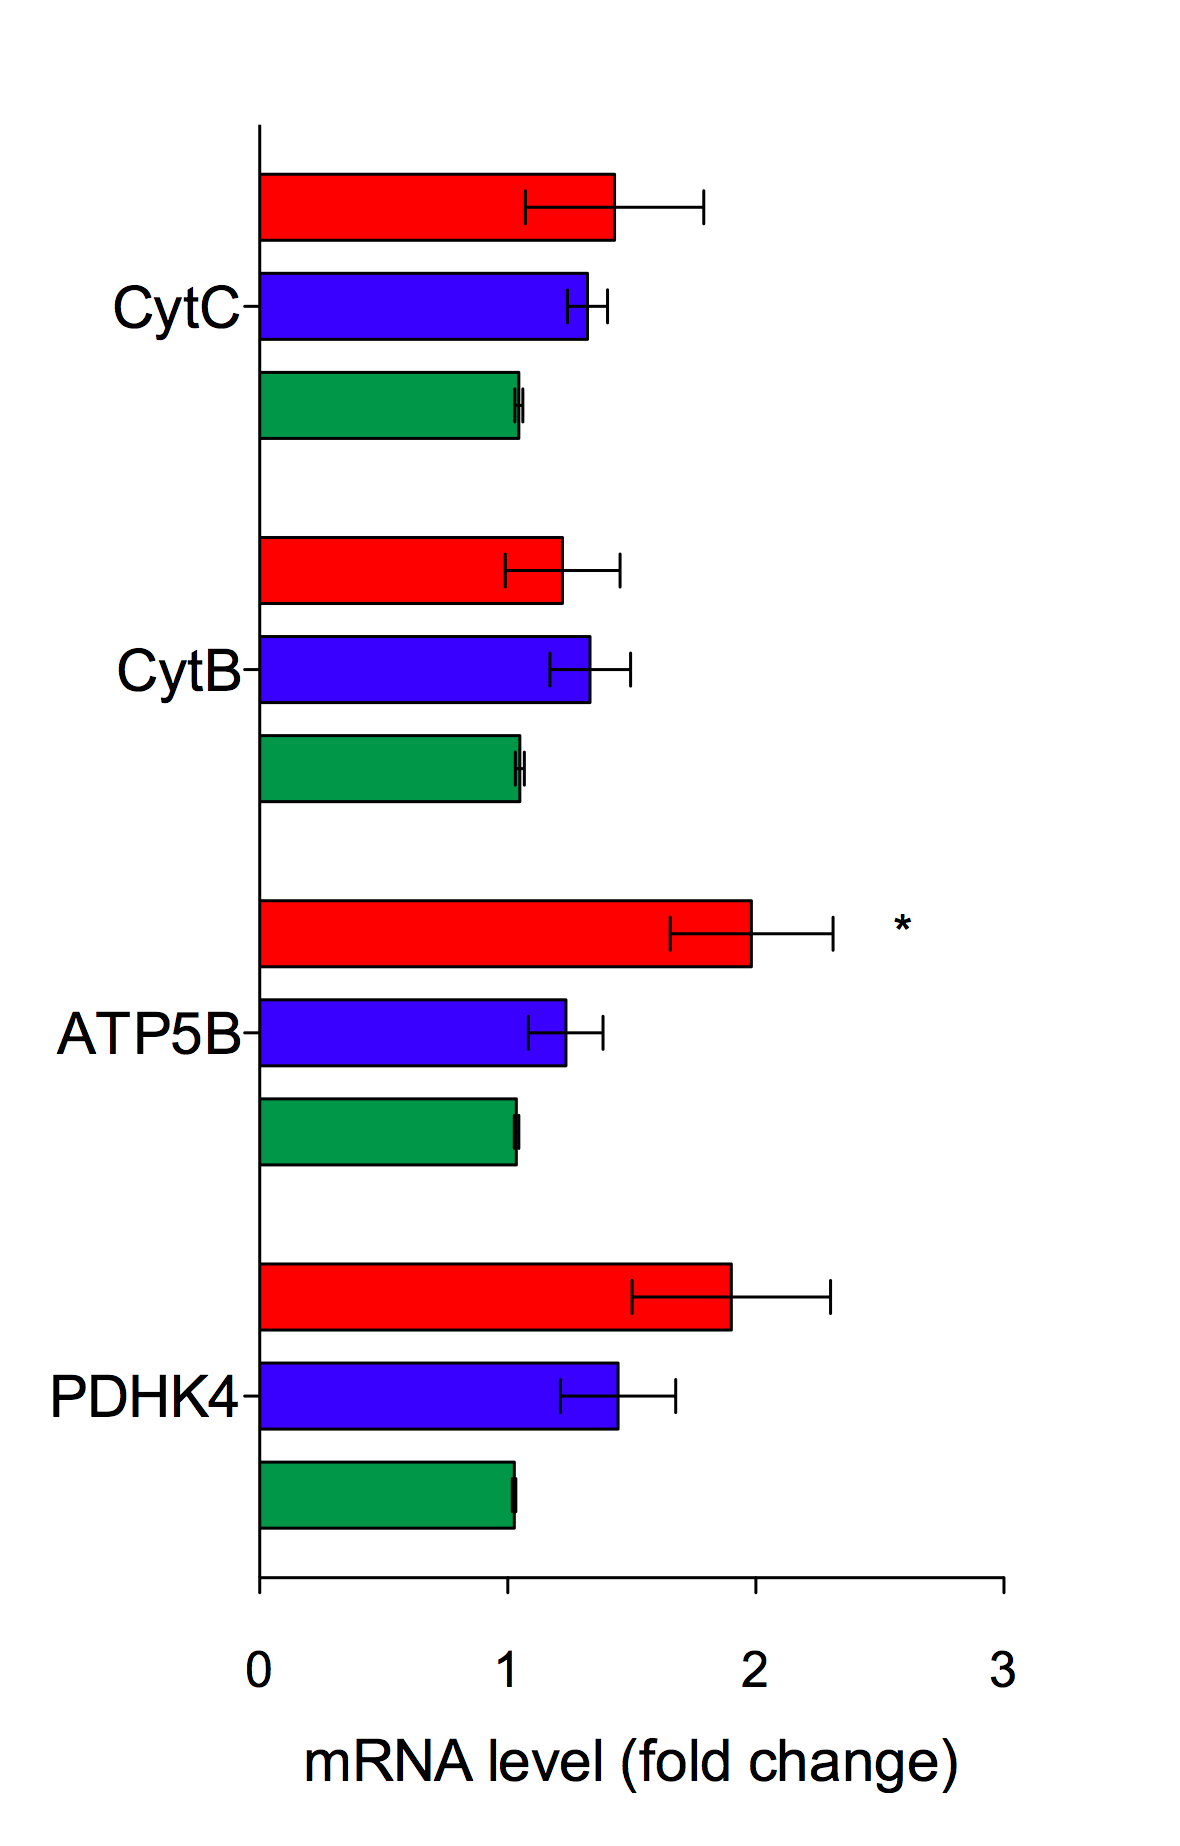 CytC
CytB
*
ATP5B
PDHK4
0 1 2 3
mRNA level (fold change)